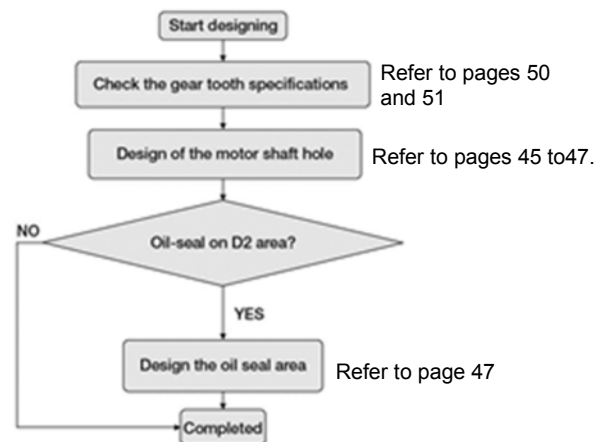 Start designing
Check the gear tooth specifications
Refer to pages 50
and 51
Design of the motor shaft hole
Refer to pages 45 to47.
NO
Oil-seal on D2 area?
YES
Design the oil seal area
Refer to page 47
Completed